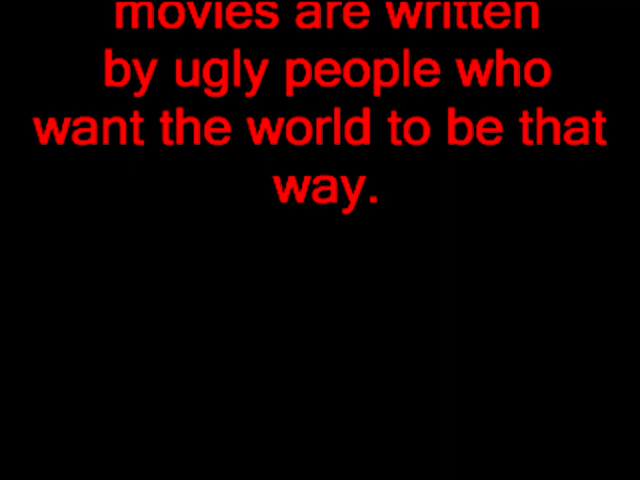 movies are written
by ugly people who
want the world to be that
way.